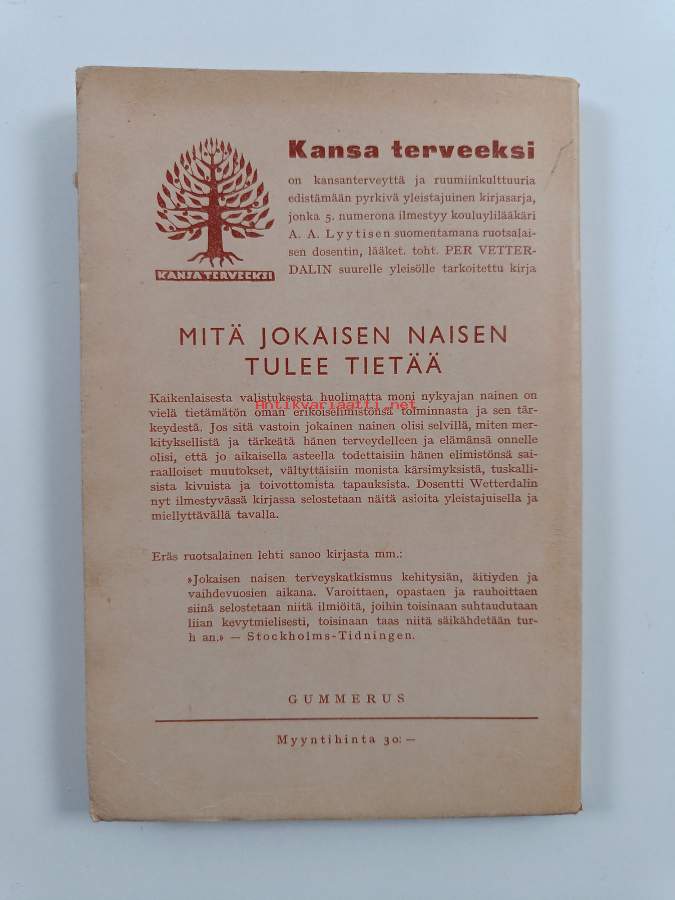 Kansa terveeksi
on kansanterveyttä ja ruumiinkulttuuria
edistämään pyrkivä yleistajuinen kirjasarja,
jonka 5. numerona ilmestyy kouluylilääkäri
A. A. Lyytisen suomentamana ruotsalai-
sen dosentin, lääket. toht. PER VETTER-
DALIN suurelle yleisölle tarkoitettu kirja
KANSA TERVEEKSI
MITÄ JOKAISEN NAISEN
TULEE TIETÄÄ
Kaikenlaisesta valistuksesta huolimatta moni nykyajan nainen on
Antikvariaatti.net
vielä tietämätön oman erikoiselimistönsä toiminnasta ja sen tär-
keydestä. Jos sitä vastoin jokainen nainen olisi selvillä, miten mer-
kityksellistä ja tärkeätä hänen terveydelleen ja elämänsä onnelle
olisi, että jo aikaisella asteella todettaisiin hänen elimistönsä sai-
raalloiset muutokset, vältyttäisiin monista kärsimyksistä, tuskalli-
sista kivuista ja toivottomista tapauksista. Dosentti Wetterdalin
nyt ilmestyvässä kirjassa selostetaan näitä asioita yleistajuisella ja
miellyttävällä tavalla.
Eräs ruotsalainen lehti sanoo kirjasta mm.:
»Jokaisen naisen terveyskatkismus kehitysiän, äitiyden ja
vaihdevuosien aikana. Varoittaen, opastaen ja rauhoittaen
siinä selostetaan niitä ilmiöitä, joihin toisinaan suhtaudutaan
liian kevytmielisesti, toisinaan taas niitä säikähdetään tur-
h an.» — Stockholms-Tidningen.
GUMMERUS
Myyntihinta 30: —